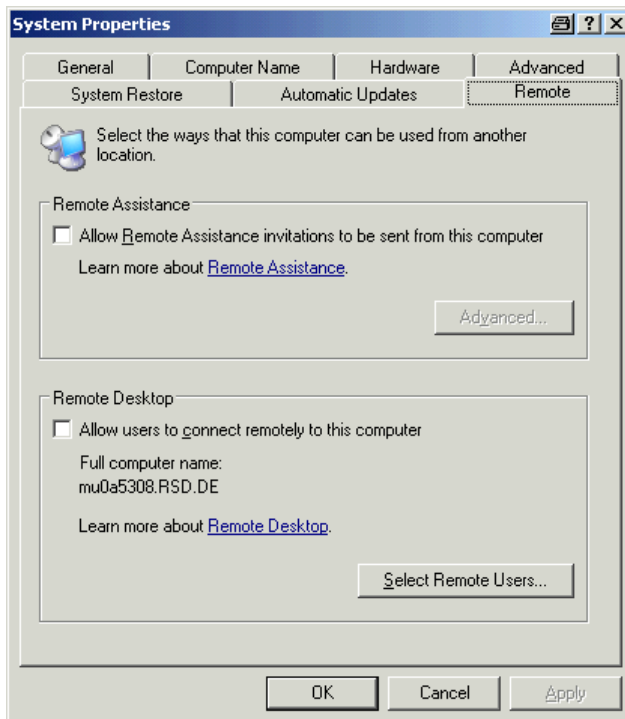 System Properties
General
Computer Name
Hardware
Advanced
System Restore
Automatic Updates
Remote
Select the ways that this computer can be used from another
location.
Remote Assistance
Allow Remote Assistance invitations to be sent from this computer
Learn more about Remote Assistance.
Advanced...
Remote Desktop
Allow users to connect remotely to this computer
Full computer name:
mu0a5308.RSD.DE
Learn more about Remote Desktop.
Select Remote Users...
OK
Cancel
Apply